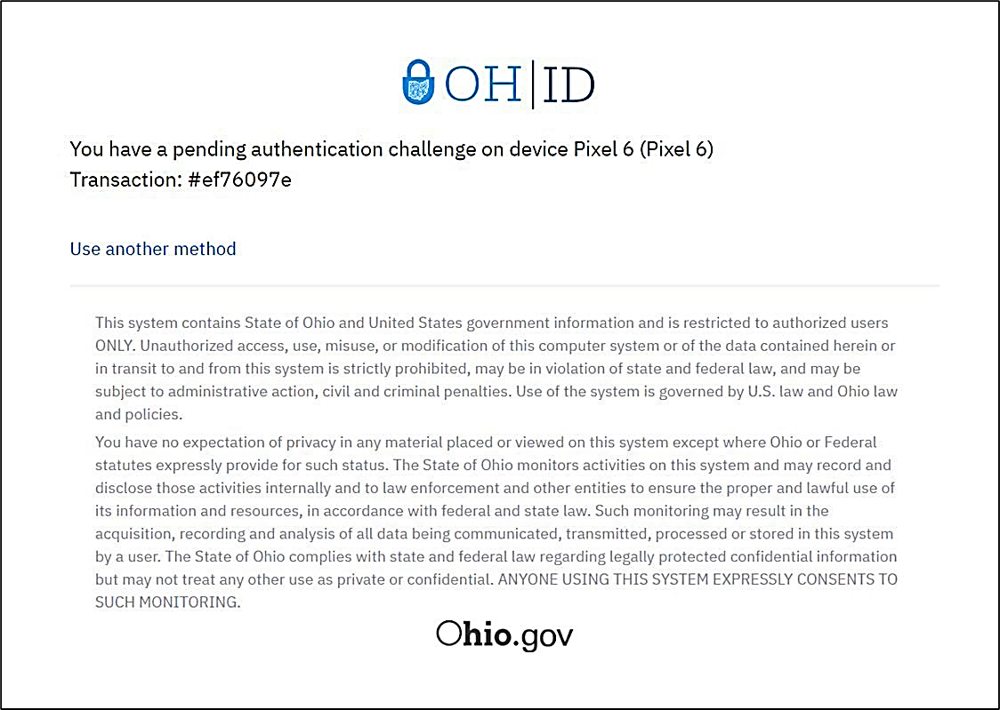 OH|ID
You have a pending authentication challenge on device Pixel 6 (Pixel 6)
Transaction: #ef76097e
Use another method
This system contains State of Ohio and United States government information and is restricted to authorized users
ONLY. Unauthorized access, use, misuse, or modification of this computer system or of the data contained herein or
in transit to and from this system is strictly prohibited, may be in violation of state and federal law, and may be
subject to administrative action, civil and criminal penalties. Use of the system is governed by U.S. law and Ohio law
and policies.
You have no expectation of privacy in any material placed or viewed on this system except where Ohio or Federal
statutes expressly provide for such status. The State of Ohio monitors activities on this system and may record and
disclose those activities internally and to law enforcement and other entities to ensure the proper and lawful use of
its information and resources, in accordance with federal and state law. Such monitoring may result in the
acquisition, recording and analysis of all data being communicated, transmitted, processed or stored in this system
by a user. The State of Ohio complies with state and federal law regarding legally protected confidential information
but may not treat any other use as private or confidential. ANYONE USING THIS SYSTEM EXPRESSLY CONSENTS TO
SUCH MONITORING.
Ohio.gov